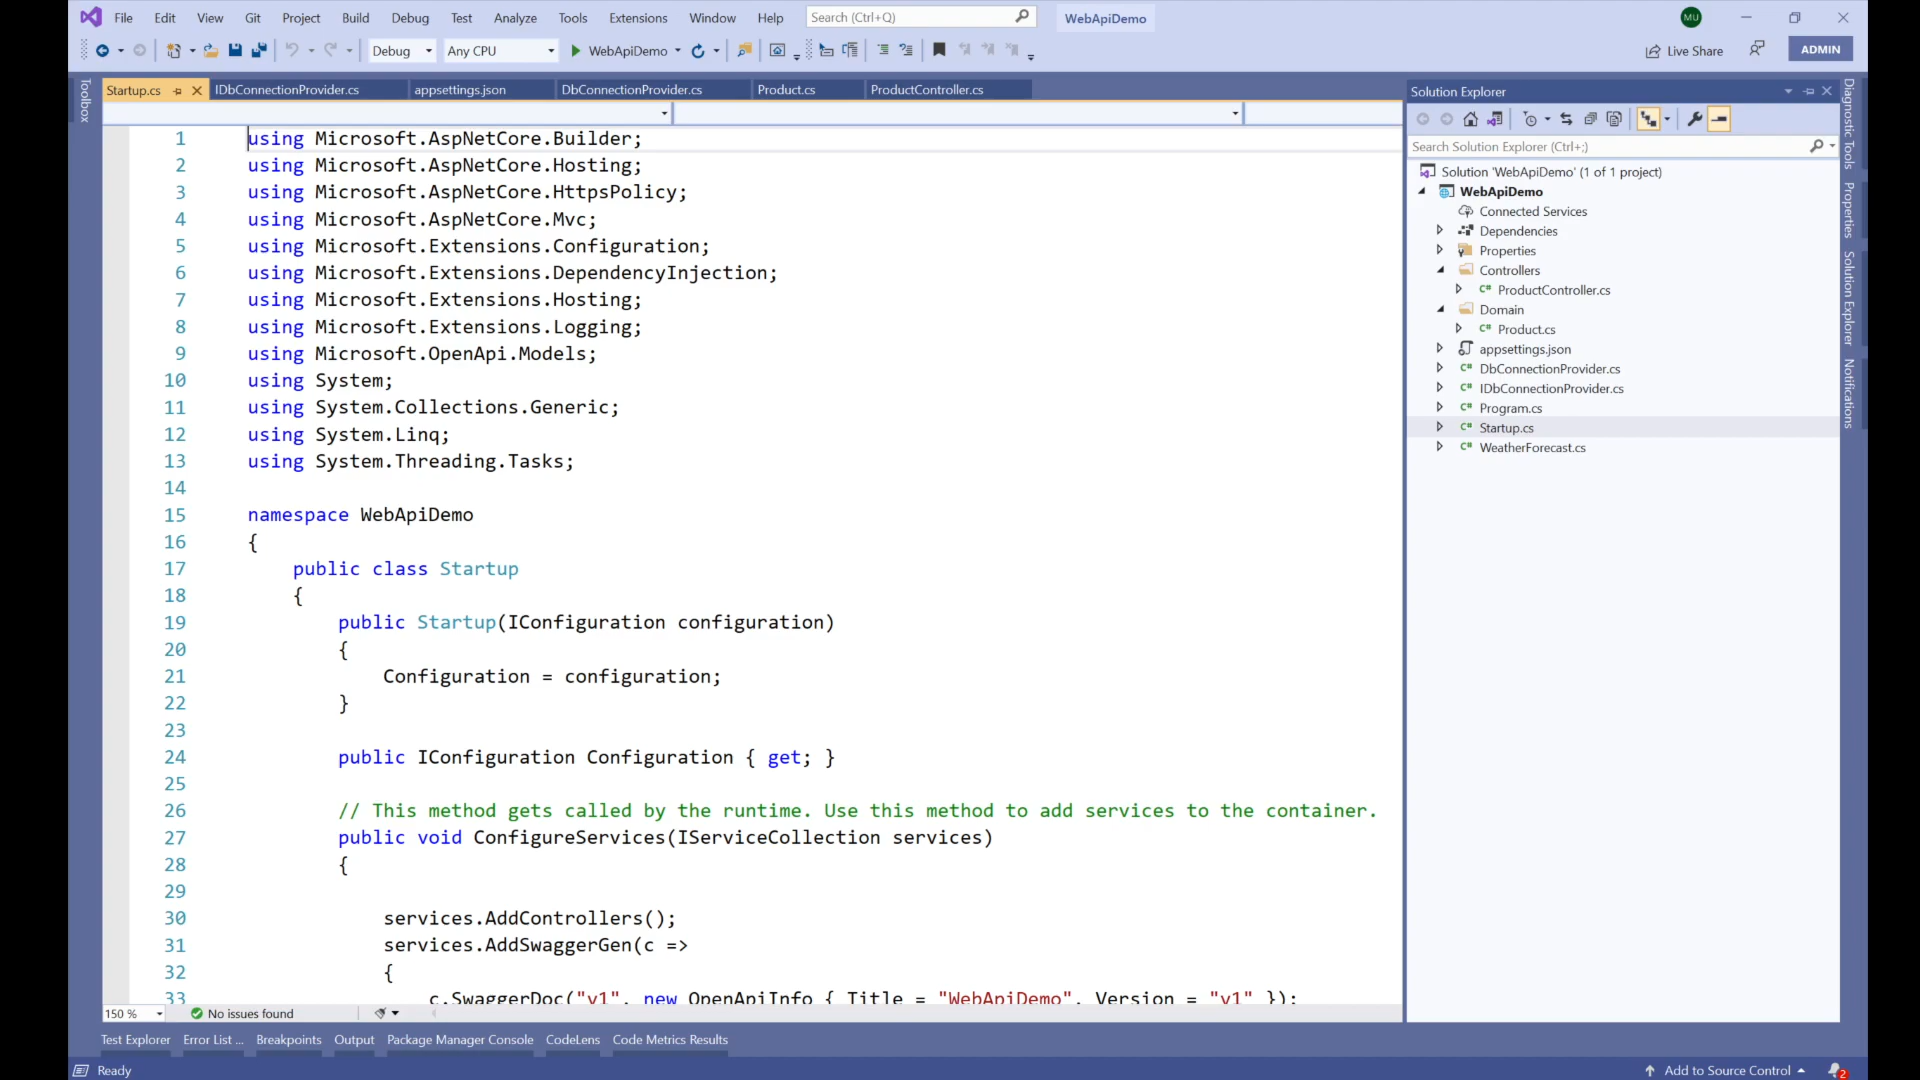 File Edit View Git Project Build Debug Test Analyze Tools Extensions Window Help Search (Ctrl+Q) WebApiDemo MU
Debug Any CPU WebApiDemo Live Share ADMIN
Toolbox
Startup.cs IDbConnectionProvider.cs appsettings.json DbConnectionProvider.cs Product.cs ProductController.cs
1 using Microsoft.AspNetCore.Builder;
2 using Microsoft.AspNetCore.Hosting;
3 using Microsoft.AspNetCore.HttpsPolicy;
4 using Microsoft.AspNetCore.Mvc;
5 using Microsoft.Extensions.Configuration;
6 using Microsoft.Extensions.DependencyInjection;
7 using Microsoft.Extensions.Hosting;
8 using Microsoft.Extensions.Logging;
9 using Microsoft.OpenApi.Models;
10 using System;
11 using System.Collections.Generic;
12 using System.Linq;
13 using System.Threading.Tasks;
14
15 namespace WebApiDemo
16 {
17 public class Startup
18 {
19 public Startup(IConfiguration configuration)
20 {
21 Configuration = configuration;
22 }
23
24 public IConfiguration Configuration { get; }
25
26 // This method gets called by the runtime. Use this method to add services to the container.
27 public void ConfigureServices(IServiceCollection services)
28 {
29
30 services.AddControllers();
31 services.AddSwaggerGen(c =>
32 {
33 c.SwaggerDoc("v1", new OpenApiInfo { Title = "WebApiDemo", Version = "v1" });
150 % No issues found
Solution Explorer
Search Solution Explorer (Ctrl+;)
Solution 'WebApiDemo' (1 of 1 project)
WebApiDemo
Connected Services
Dependencies
Properties
Controllers
C# ProductController.cs
Domain
C# Product.cs
appsettings.json
C# DbConnectionProvider.cs
C# IDbConnectionProvider.cs
C# Program.cs
C# Startup.cs
C# WeatherForecast.cs
Diagnostic Tools
Properties
Solution Explorer
Notifications
Test Explorer Error List ... Breakpoints Output Package Manager Console CodeLens Code Metrics Results
Ready Add to Source Control 2